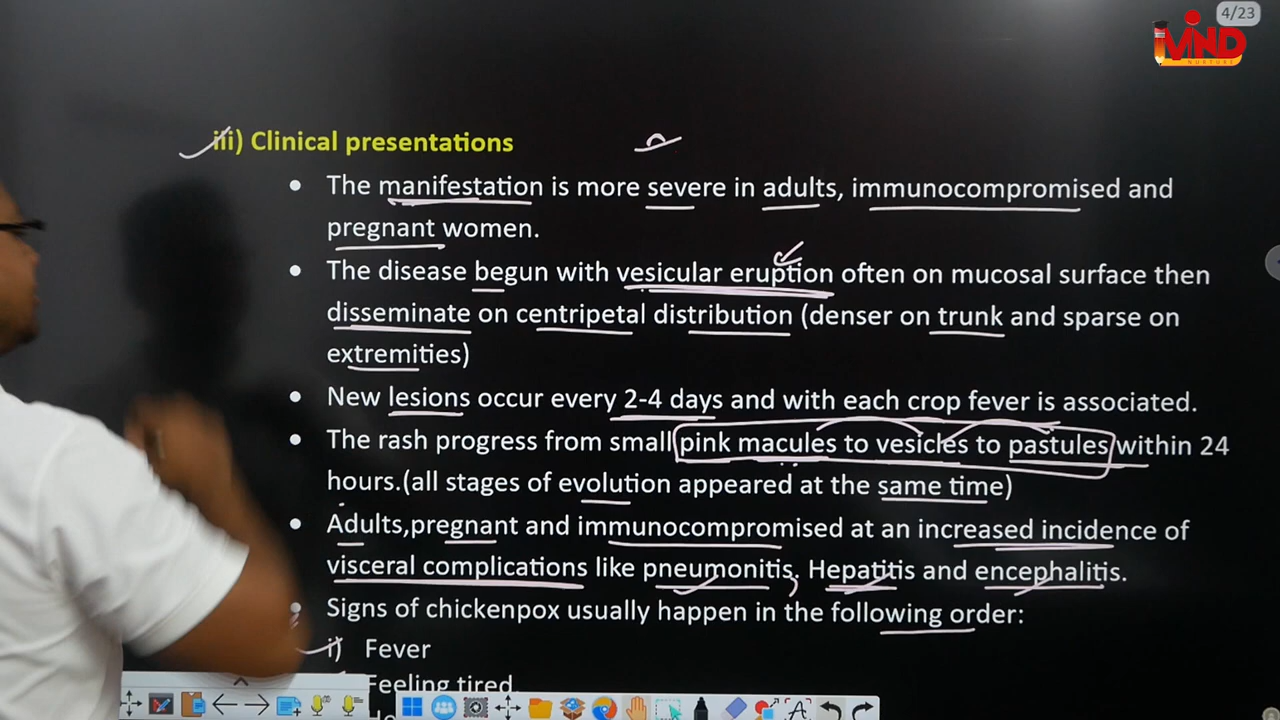 4/23
MIND
NURTURE
iii) Clinical presentations
• The manifestation is more severe in adults, immunocompromised and
pregnant women.
• The disease begun with vesicular eruption often on mucosal surface then
disseminate on centripetal distribution (denser on trunk and sparse on
extremities)
• New lesions occur every 2-4 days and with each crop fever is associated.
• The rash progress from small pink macules to vesicles to pastules within 24
hours.(all stages of evolution appeared at the same time)
• Adults,pregnant and immunocompromised at an increased incidence of
visceral complications like pneumonitis, Hepatitis and encephalitis.
• Signs of chickenpox usually happen in the following order:
i) Fever
Feeling tired